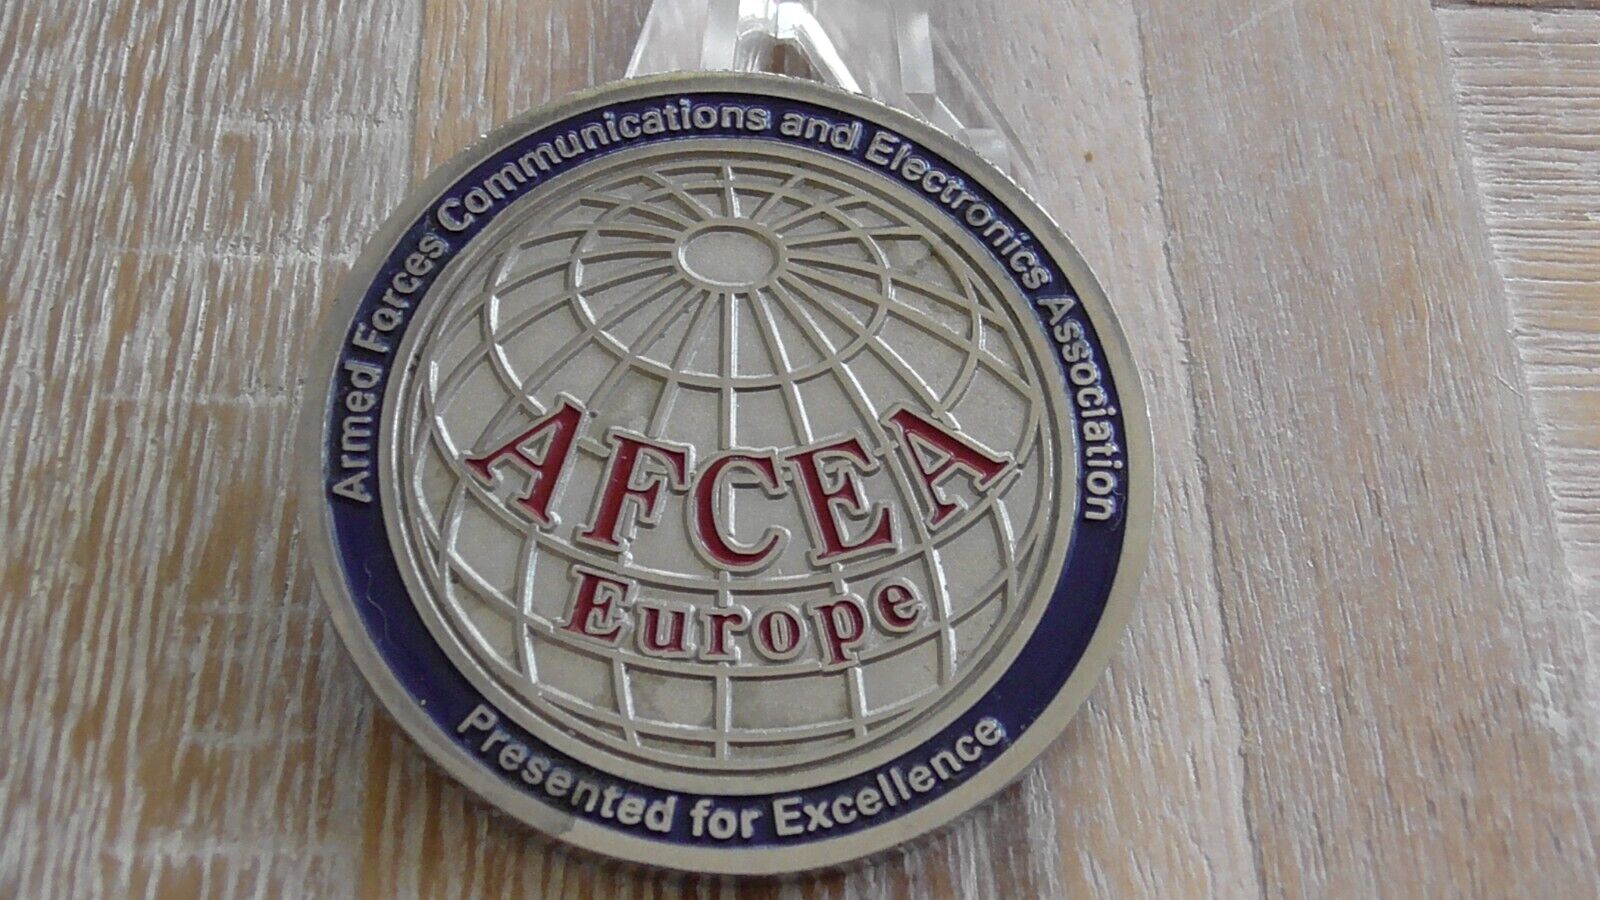 Armed Forces Communications and Electronics Association
AFCEA
Europe
Presented for Excellence